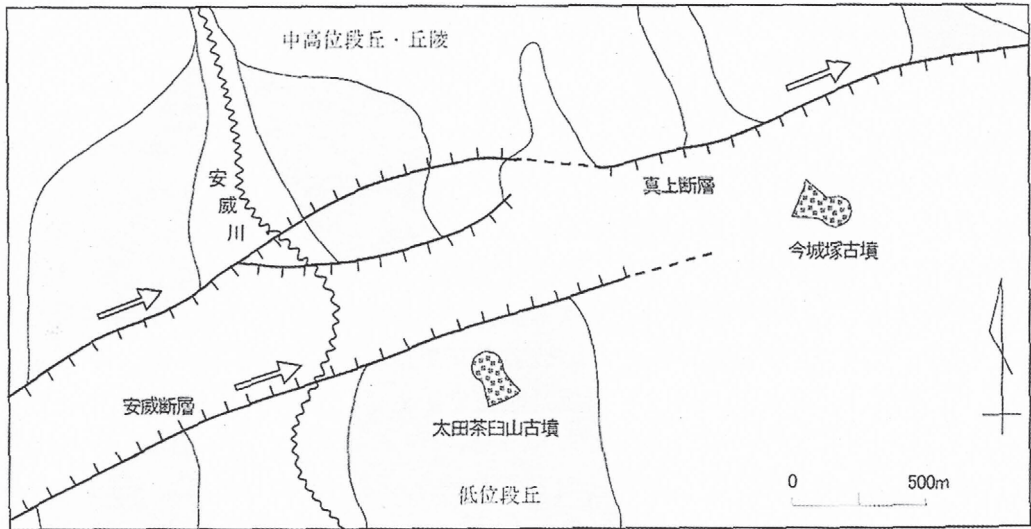 中高位段丘・丘陵
安
威
川
真上断層
今城塚古墳
安威断層
太田茶臼山古墳
低位段丘
0 500m